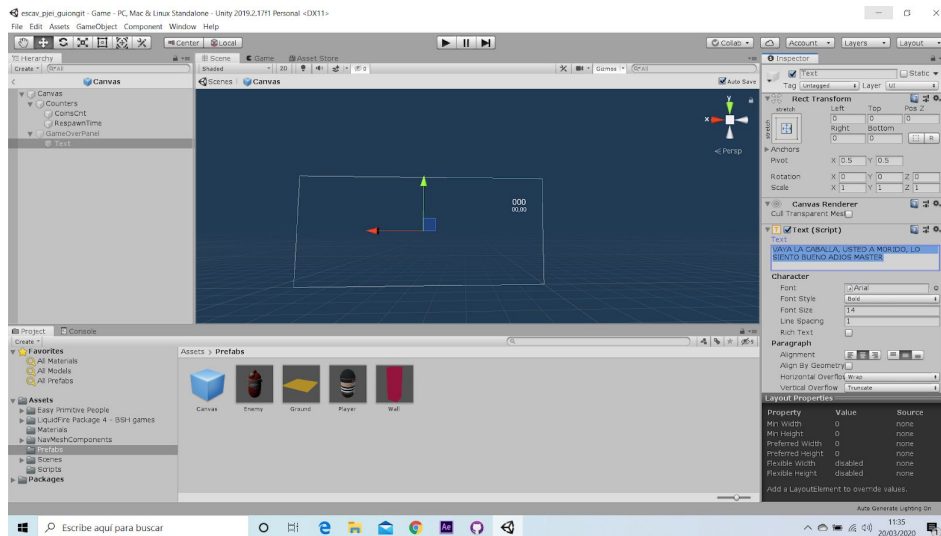 escav_pjei_guiongit - Game - PC, Mac & Linux Standalone - Unity 2019.2.17f1 Personal <DX11>
File Edit Assets GameObject Component Window Help
Center Local Collab Account Layers Layout
Hierarchy Scene Game Asset Store Inspector
Create All Shaded 2D Gizmos All Text Static
Canvas Scenes Canvas Auto Save Tag Untagged Layer UI
Canvas
Counters
CoinsCnt
RespawnTime
GameOverPanel
Text
y
x
Persp
000
00,00
Rect Transform
stretch Left Top Pos Z
stretch 0 0 0
Right Bottom
0 0 R
Anchors
Pivot X 0.5 Y 0.5
Rotation X 0 Y 0 Z 0
Scale X 1 Y 1 Z 1
Canvas Renderer
Cull Transparent Mesh
Text (Script)
Text
VAYA LA CABALLA, USTED A MORIDO, LO
SIENTO BUENO ADIOS MASTER
Character
Font Arial
Font Style Bold
Font Size 14
Line Spacing 1
Rich Text
Paragraph
Alignment
Align By Geometry
Horizontal Overflow Wrap
Vertical Overflow Truncate
Layout Properties
Property Value Source
Min Width 0 none
Min Height 0 none
Preferred Width 0 none
Preferred Height 0 none
Flexible Width disabled none
Flexible Height disabled none
Add a LayoutElement to override values.
Auto Generate Lighting On
Project Console
Create
Favorites
All Materials
All Models
All Prefabs
Assets
Easy Primitive People
LiquidFire Package 4 - BSH games
Materials
NavMeshComponents
Prefabs
Scenes
Scripts
Packages
Assets > Prefabs
Canvas Enemy Ground Player Wall
Escribe aquí para buscar
Ae
11:35
20/03/2020